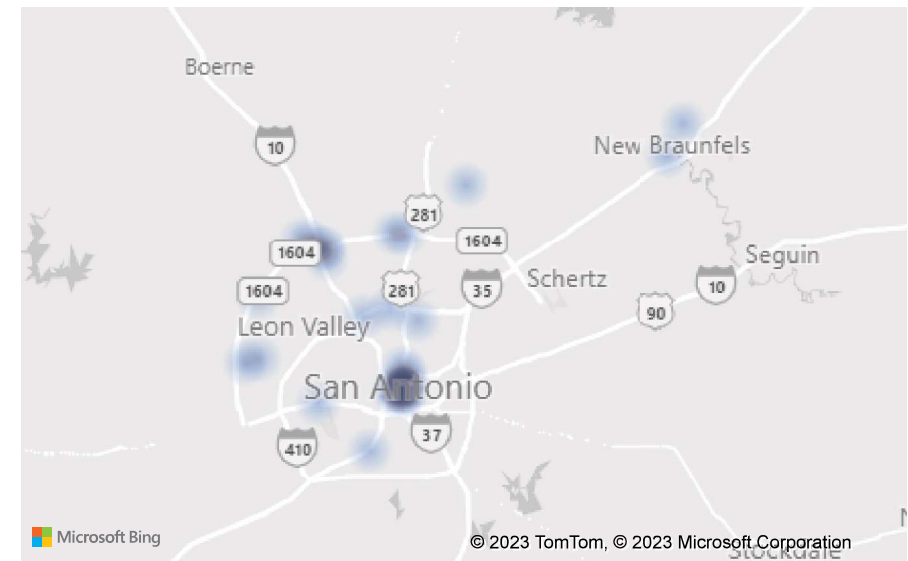 Boerne
10
New Braunfels
281
1604
1604
Seguin
Schertz
10
1604
281
35
90
Leon Valley
San Antonio
37
410
Microsoft Bing
© 2023 TomTom, © 2023 Microsoft Corporation
Stockdale